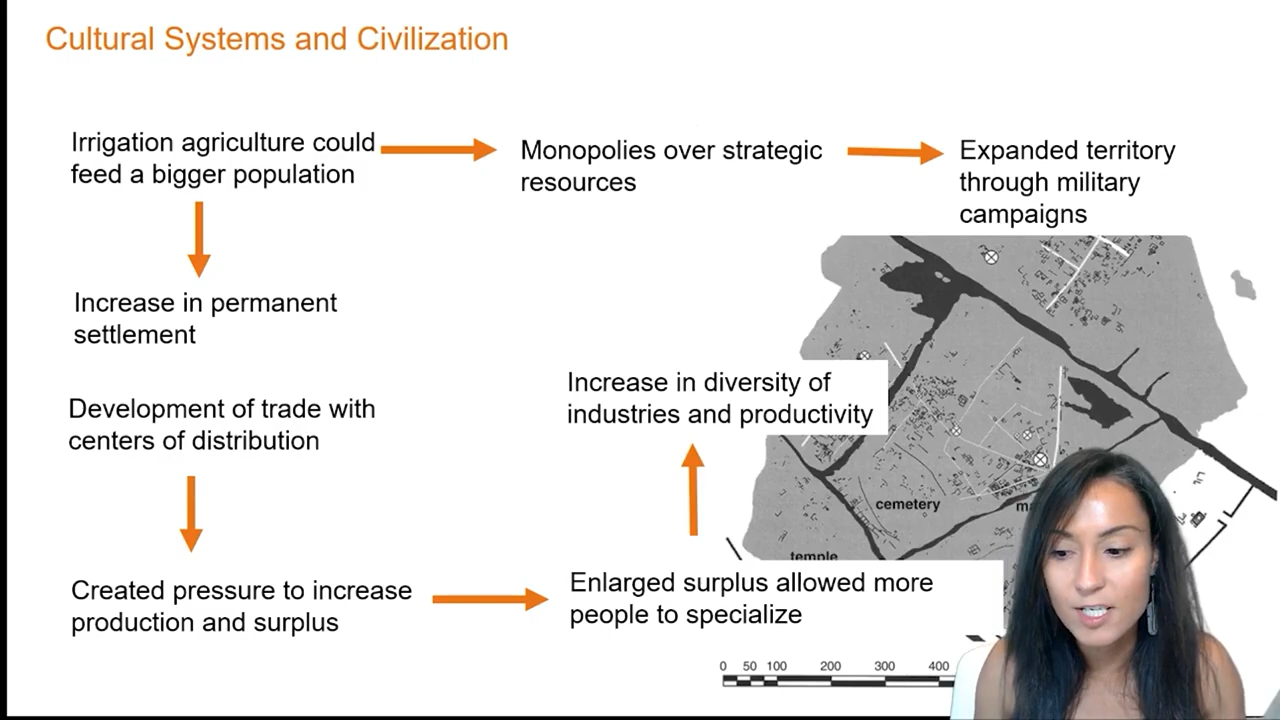 Cultural Systems and Civilization
Irrigation agriculture could
feed a bigger population
Monopolies over strategic
resources
Expanded territory
through military
campaigns
Increase in permanent
settlement
Development of trade with
centers of distribution
Increase in diversity of
industries and productivity
cemetery
temple
Created pressure to increase
production and surplus
Enlarged surplus allowed more
people to specialize
0 50 100 200 300 400